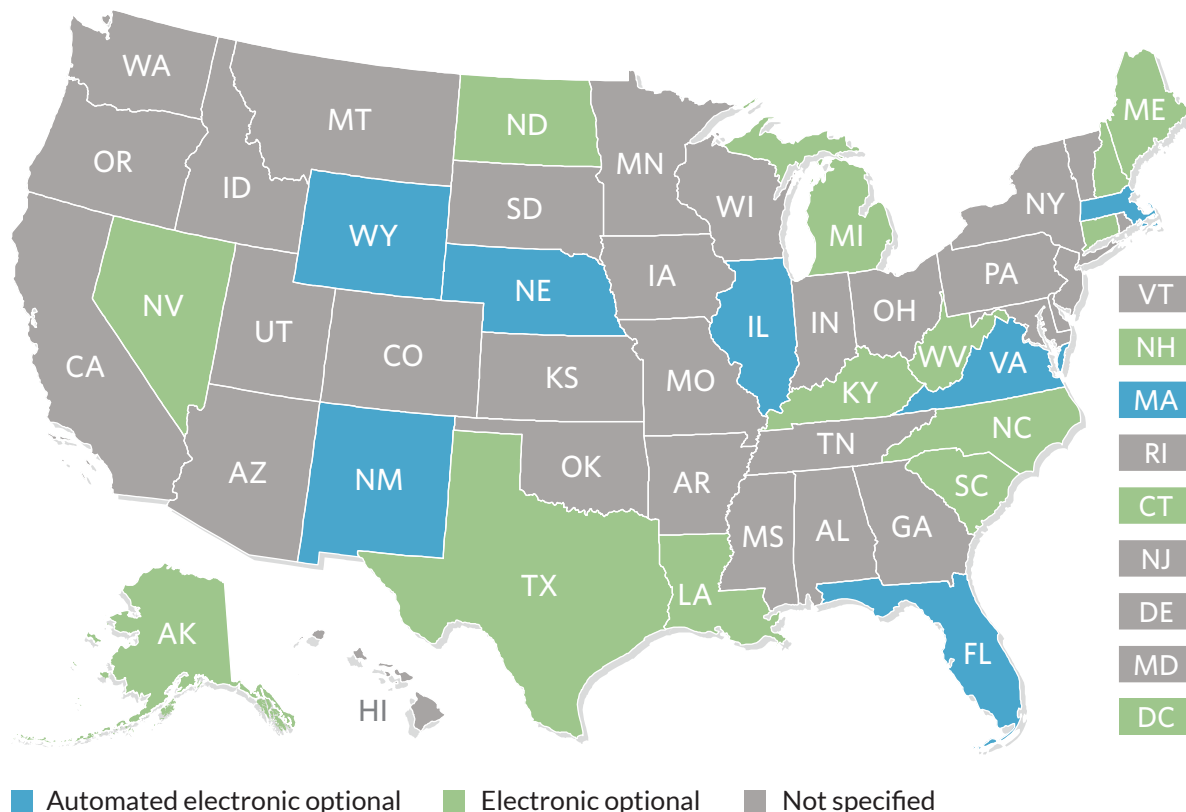 WA
MT
ND
ME
OR
ID
MN
SD
WI
NY
MI
WY
IA
PA
NE
NV
UT
CO
IL
IN
OH
VT
CA
KS
MO
KY
WV
VA
NH
MA
AZ
NM
OK
AR
TN
NC
RI
SC
CT
MS
AL
GA
NJ
TX
LA
DE
AK
FL
MD
HI
DC
Automated electronic optional
Electronic optional
Not specified